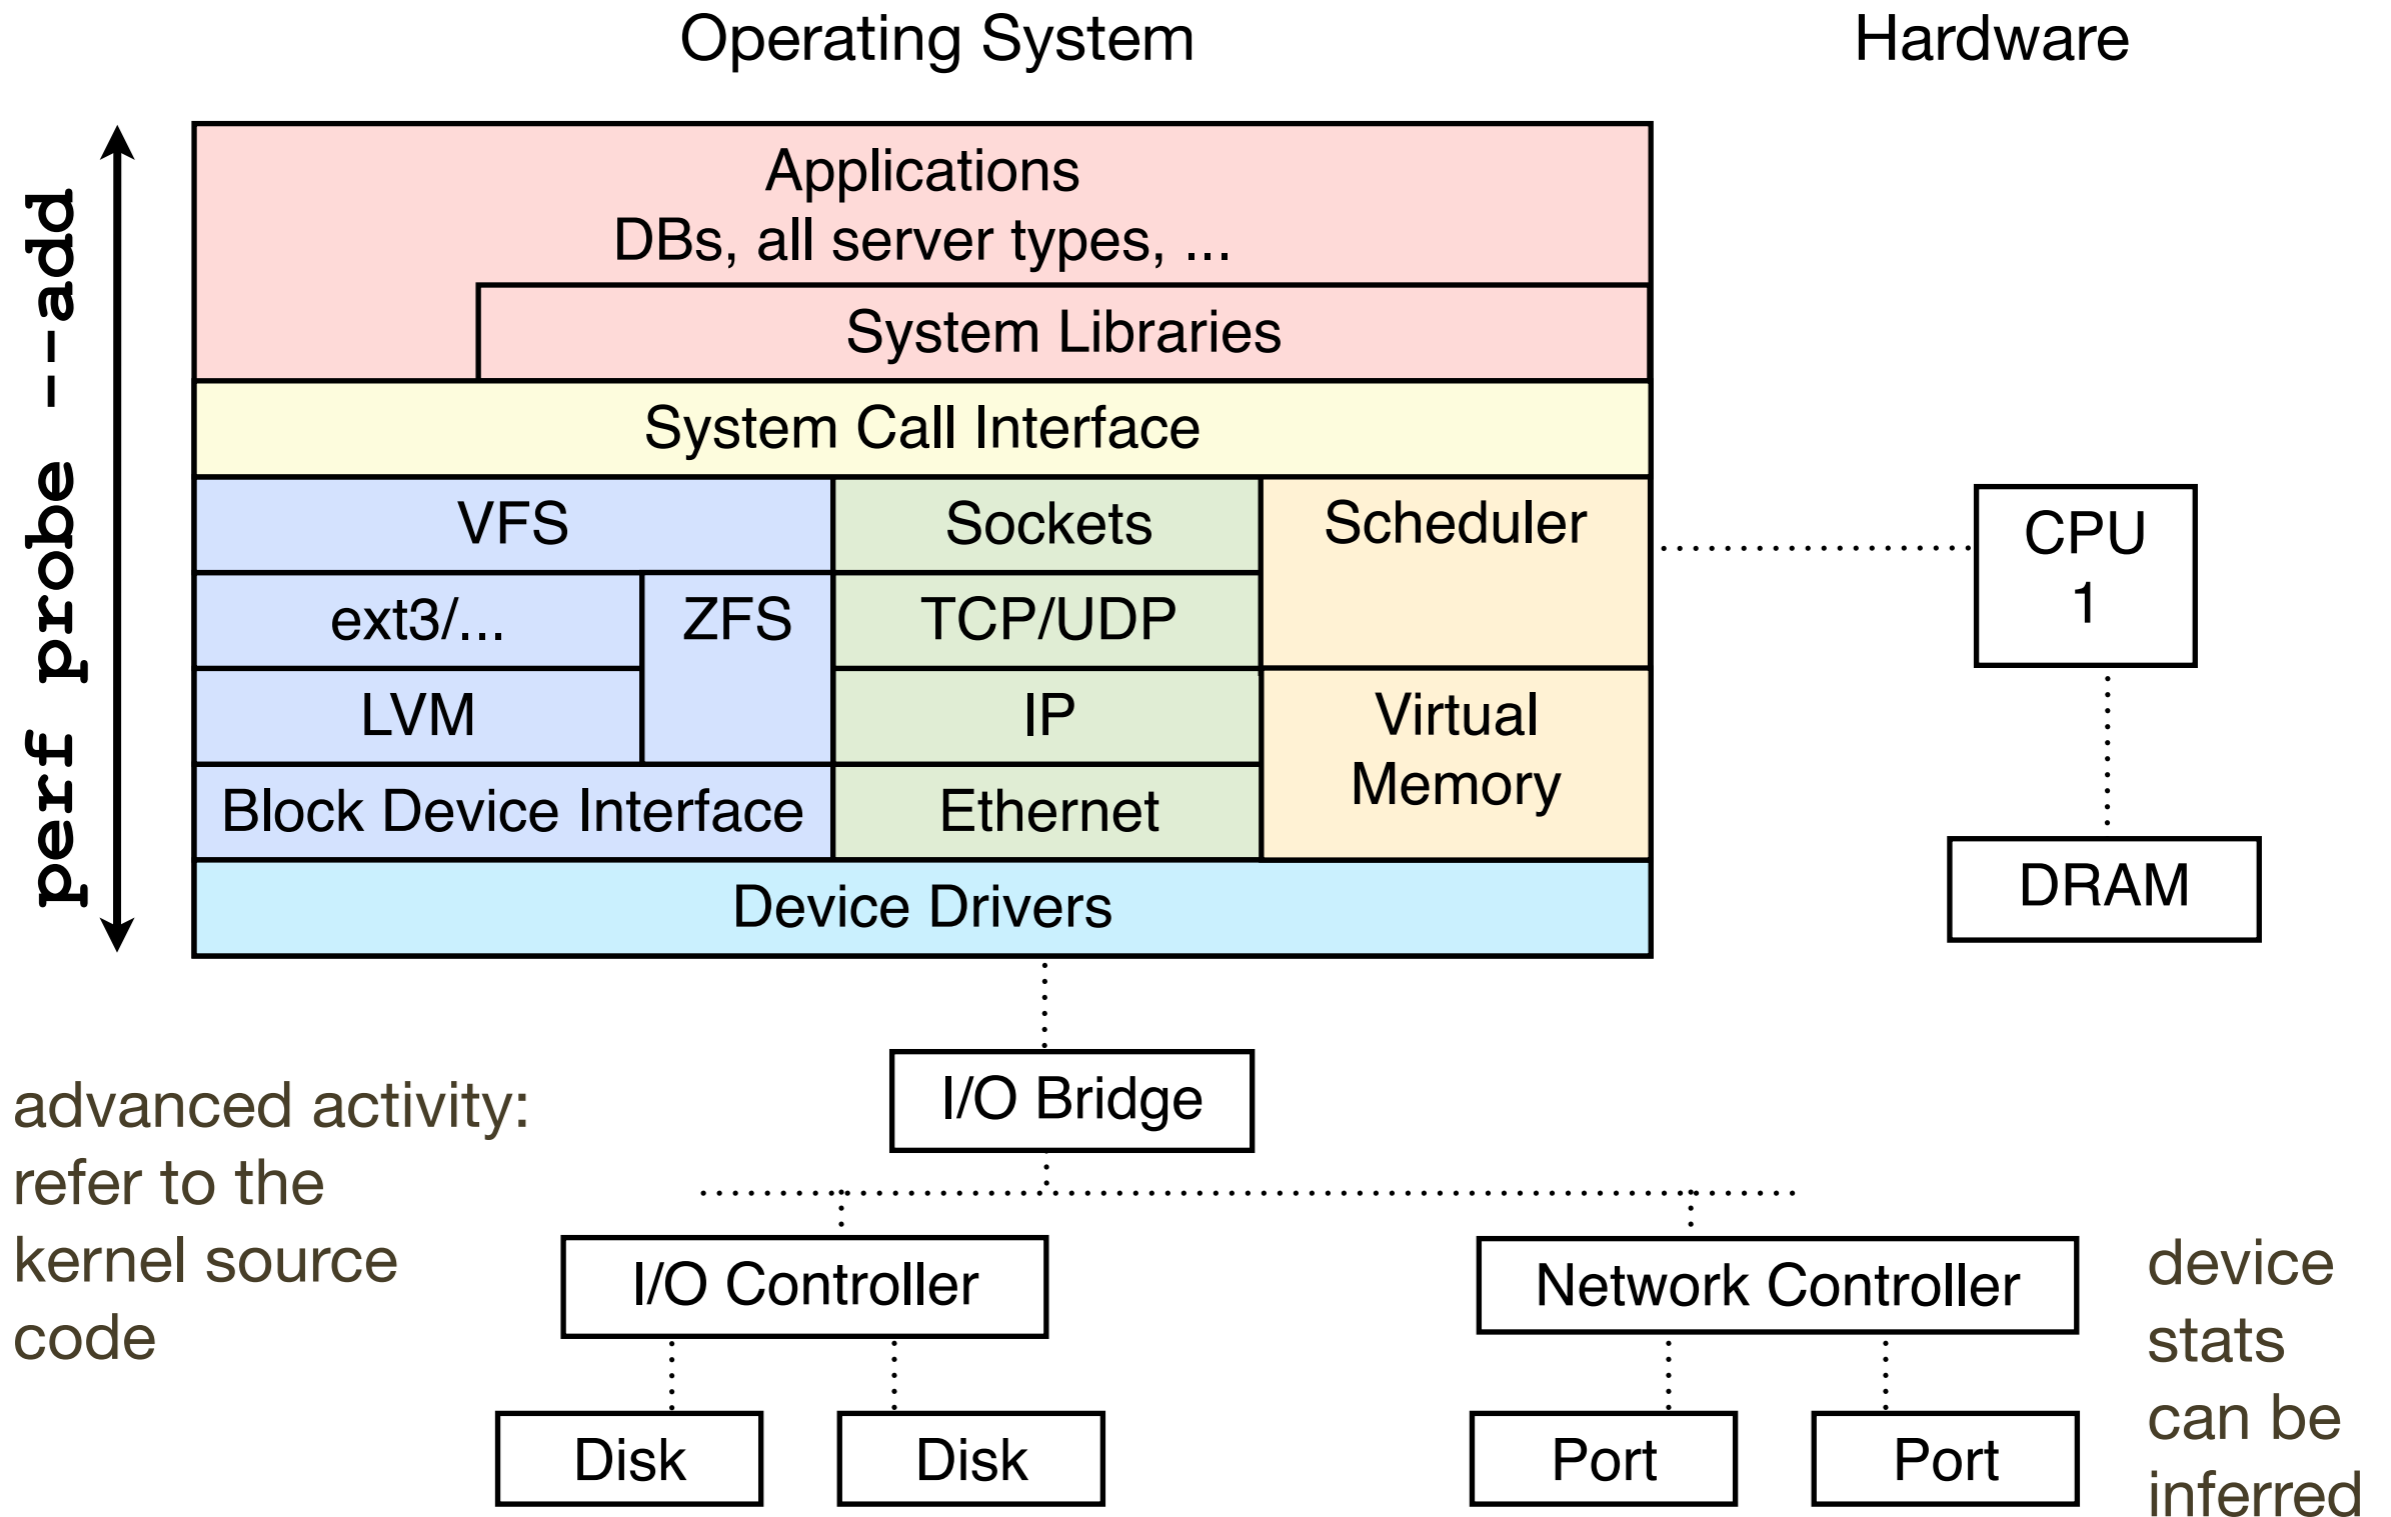 Operating System
Hardware
perf probe --add
Applications
DBs, all server types, ...
System Libraries
System Call Interface
VFS
Sockets
Scheduler
ext3/...
ZFS
TCP/UDP
LVM
IP
Virtual
Memory
Block Device Interface
Ethernet
Device Drivers
CPU
1
DRAM
I/O Bridge
advanced activity:
refer to the
kernel source
code
I/O Controller
Network Controller
Disk
Disk
Port
Port
device
stats
can be
inferred